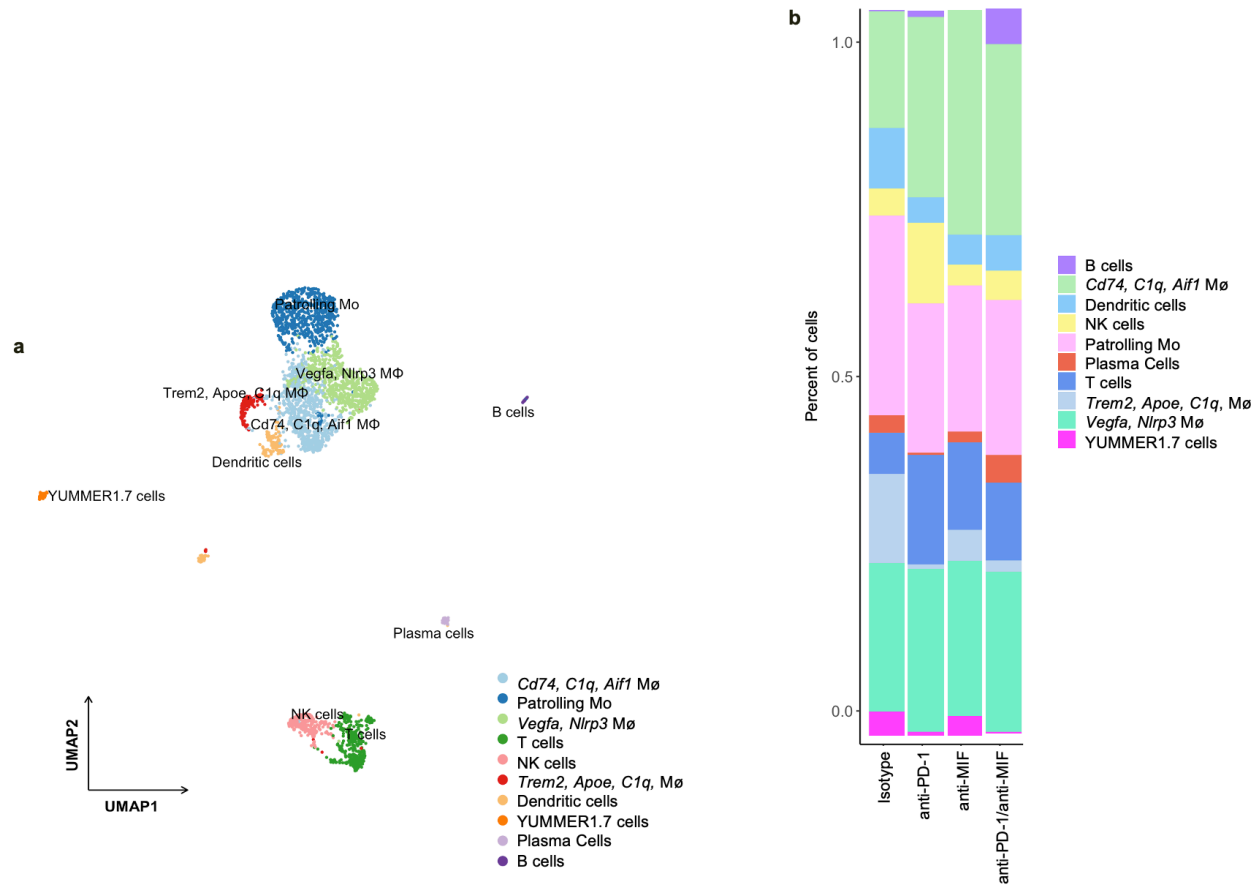 a
Patrolling Mo
Vegfa, Nlrp3 MΦ
Trem2, Apoe, C1q MΦ
Cd74, C1q, Aif1 MΦ
Dendritic cells
B cells
YUMMER1.7 cells
Plasma cells
NK cells
T cells
UMAP2
UMAP1
Cd74, C1q, Aif1 Mø
Patrolling Mo
Vegfa, Nlrp3 Mø
T cells
NK cells
Trem2, Apoe, C1q, Mø
Dendritic cells
YUMMER1.7 cells
Plasma Cells
B cells
b
1.0
0.5
0.0
Percent of cells
Isotype
anti-PD-1
anti-MIF
anti-PD-1/anti-MIF
B cells
Cd74, C1q, Aif1 Mø
Dendritic cells
NK cells
Patrolling Mo
Plasma Cells
T cells
Trem2, Apoe, C1q, Mø
Vegfa, Nlrp3 Mø
YUMMER1.7 cells